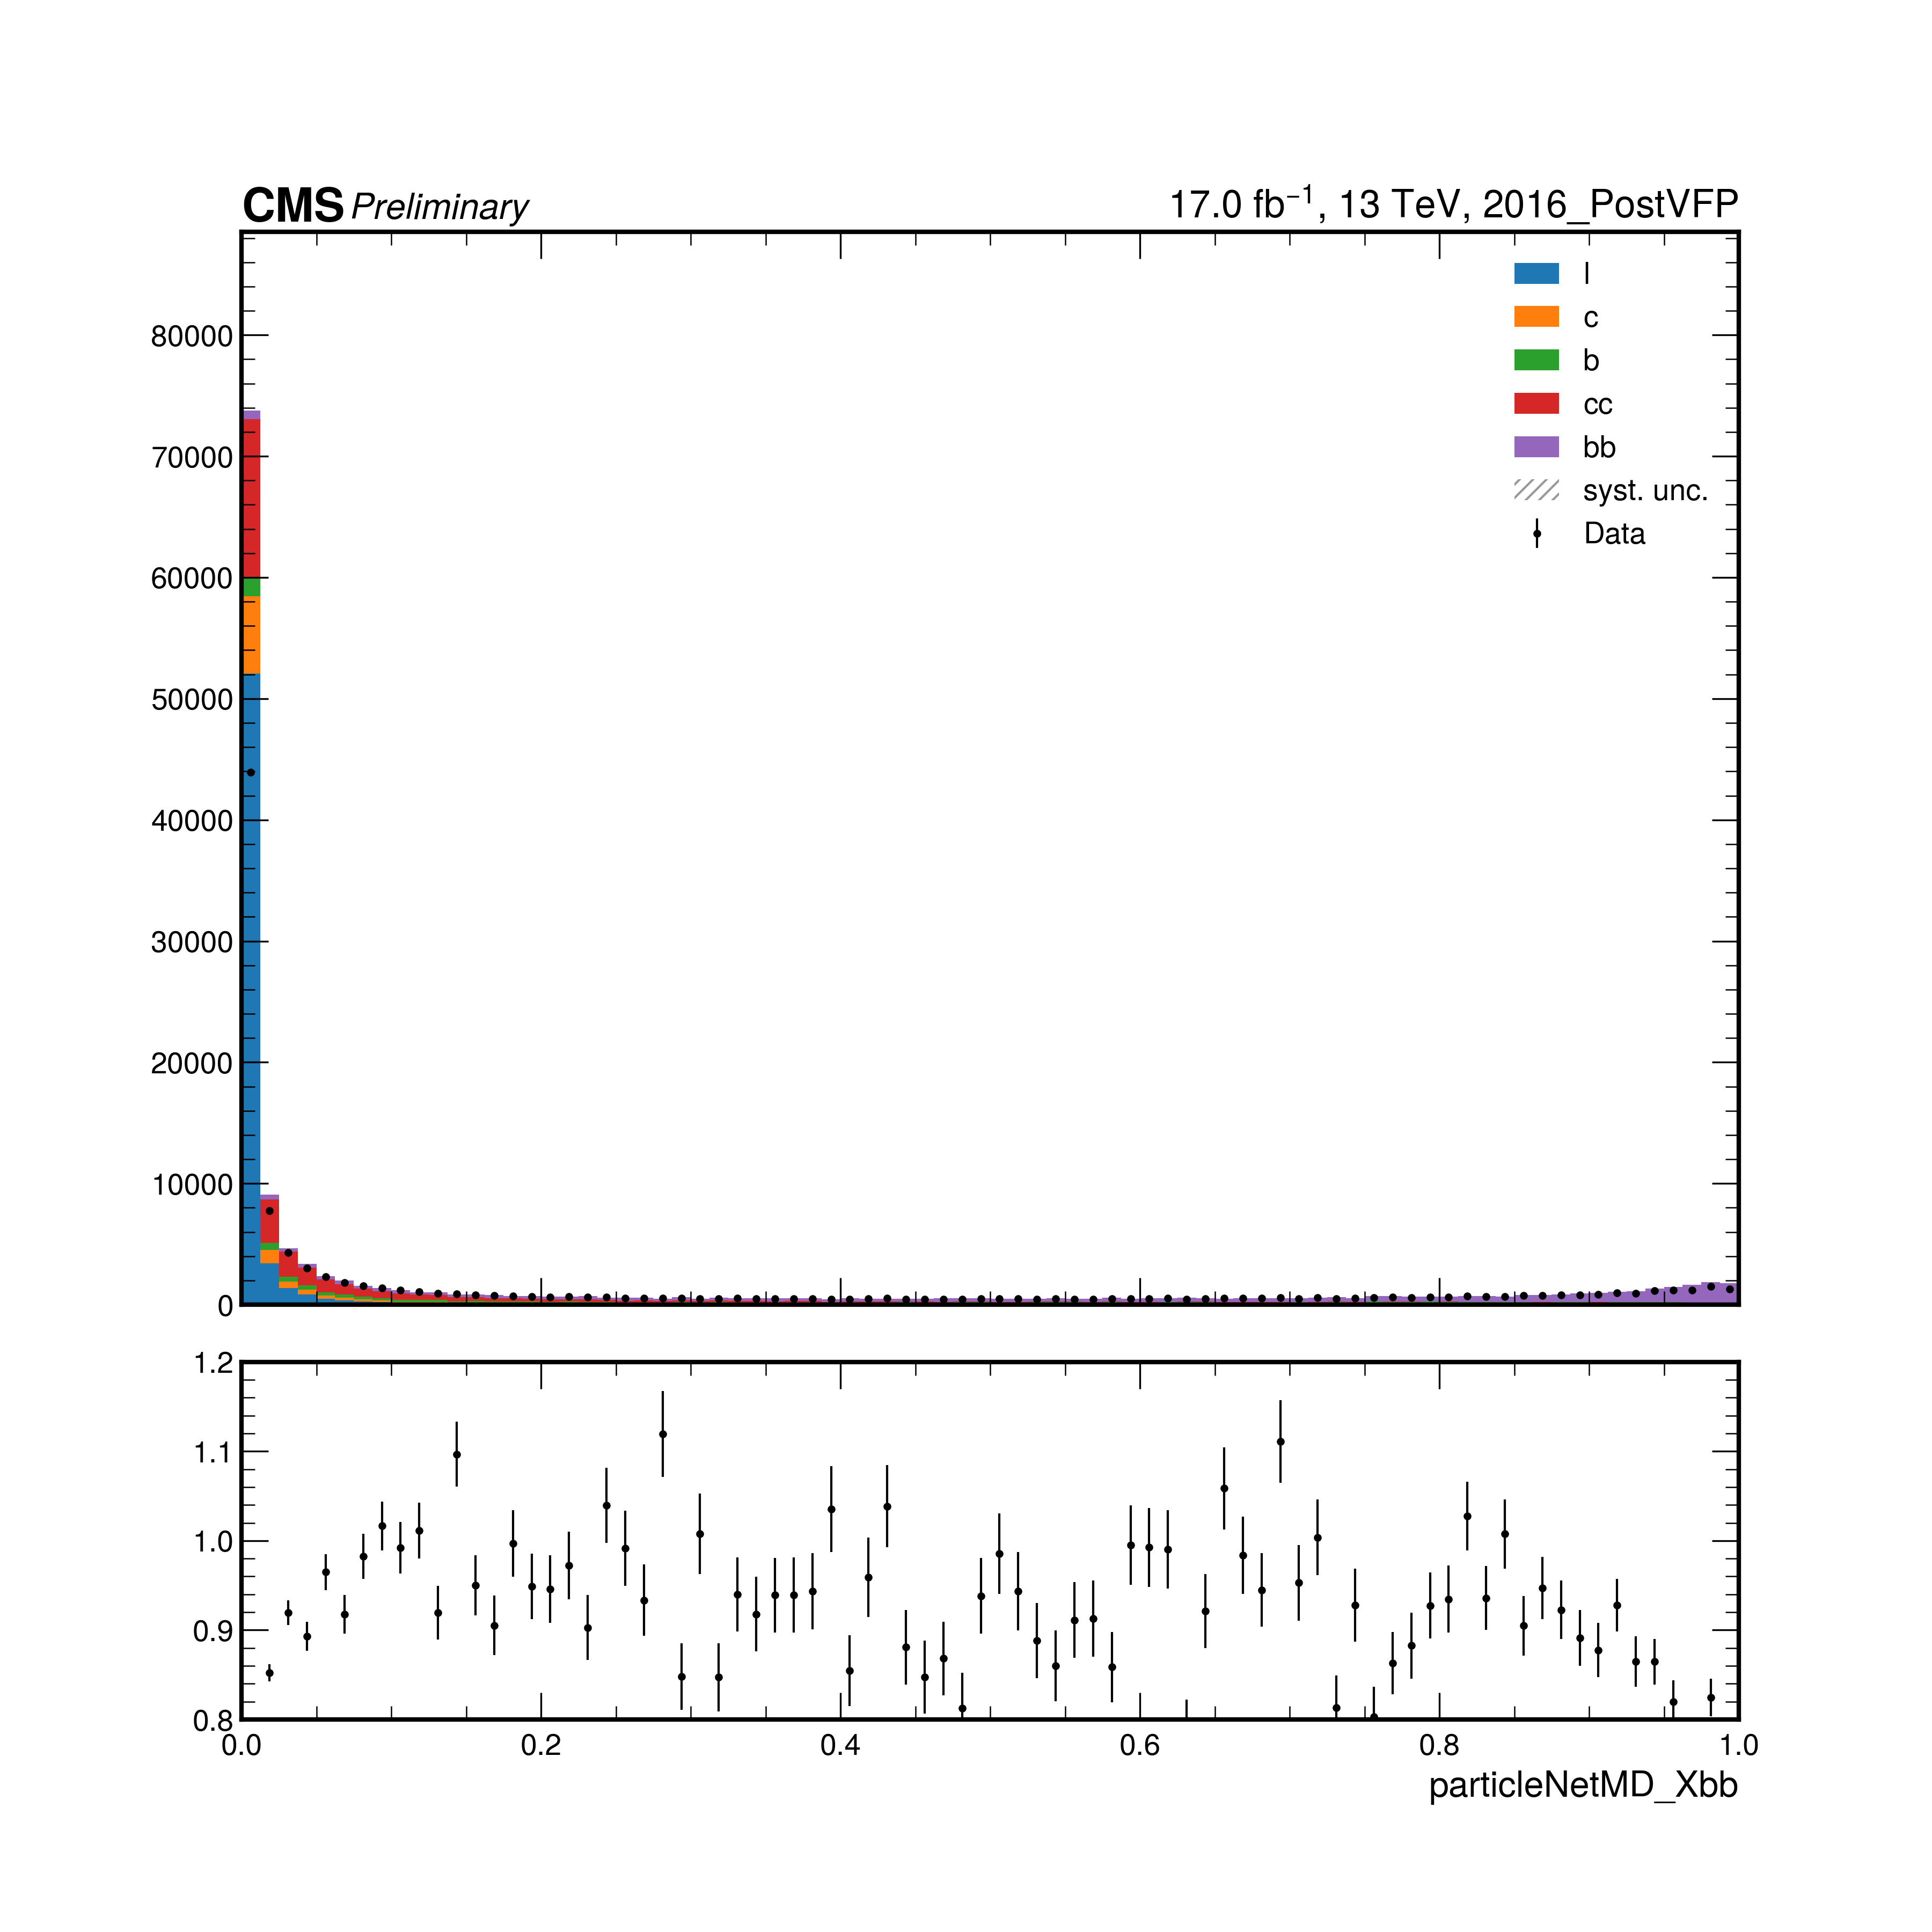 CMS Preliminary 17.0 fb⁻¹, 13 TeV, 2016_PostVFP
l
c
b
cc
bb
syst. unc.
Data
80000
70000
60000
50000
40000
30000
20000
10000
0
1.2
1.1
1.0
0.9
0.8
0.0 0.2 0.4 0.6 0.8 1.0
particleNetMD_Xbb